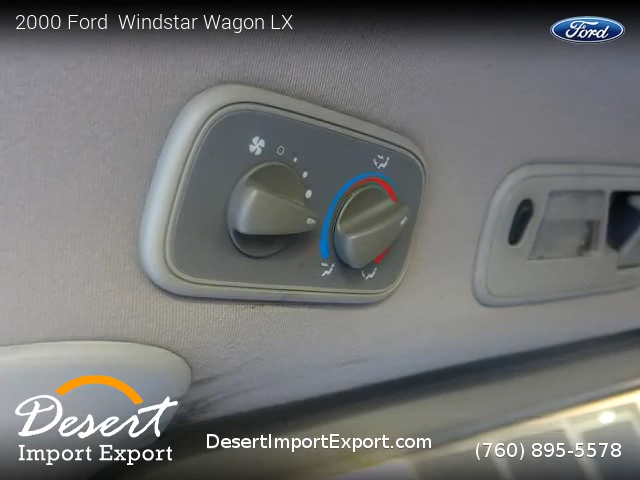 2000 Ford Windstar Wagon LX
Ford
Desert
Import Export
DesertImportExport.com
(760) 895-5578